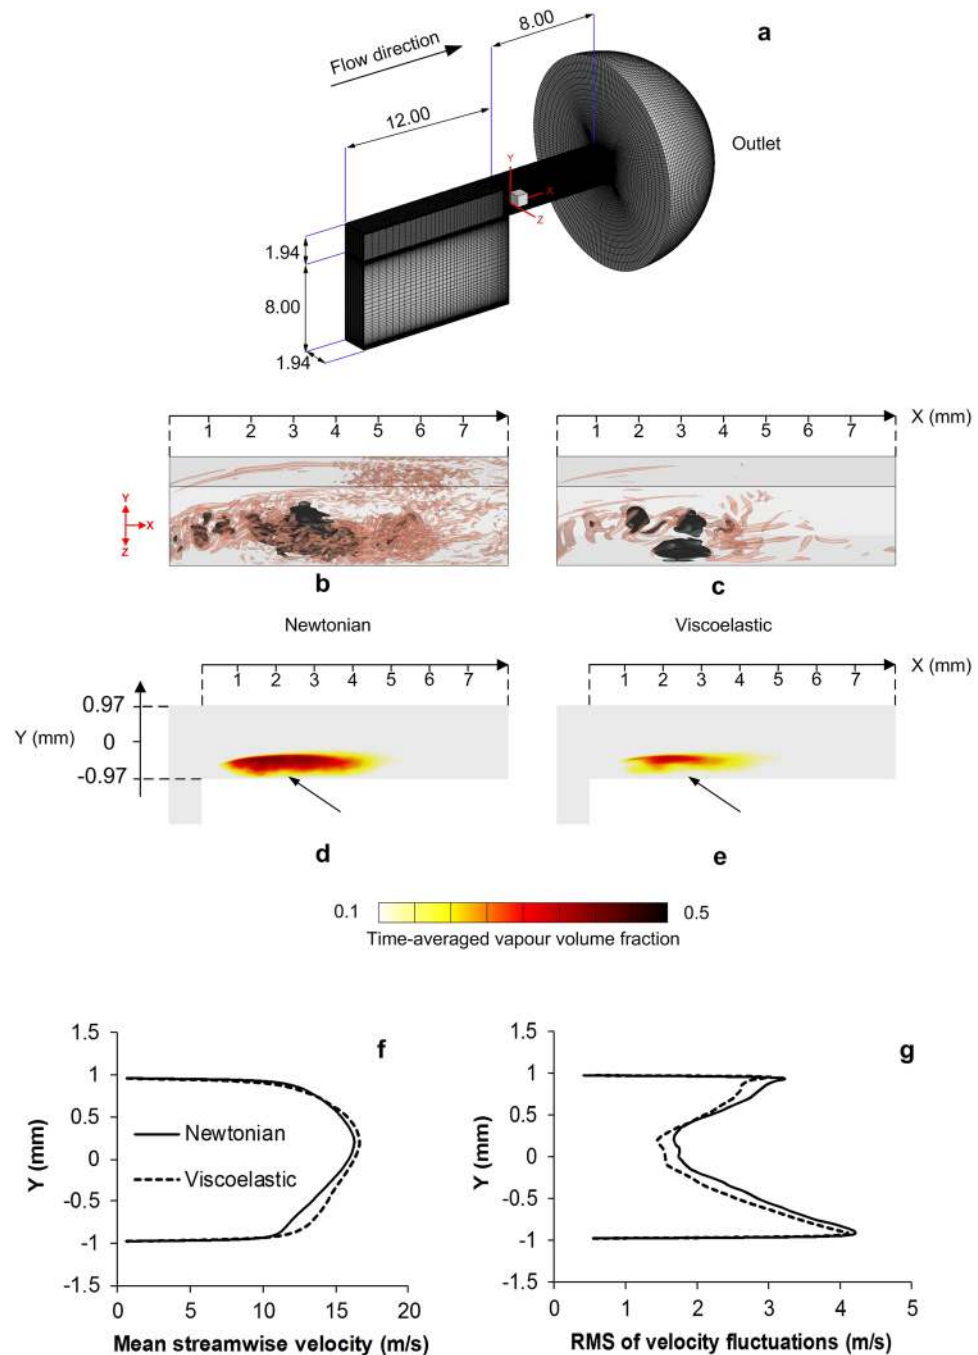 8.00
a
Flow direction
12.00
Outlet
Y
X
Z
1.94
8.00
1.94
1 2 3 4 5 6 7
X (mm)
1 2 3 4 5 6 7
X (mm)
Y
X
Z
b
c
Newtonian
Viscoelastic
1 2 3 4 5 6 7
X (mm)
1 2 3 4 5 6 7
X (mm)
0.97
Y (mm)
0
-0.97
d
e
0.1
0.5
Time-averaged vapour volume fraction
1.5
1
0.5
0
-0.5
-1
-1.5
Y (mm)
f
Newtonian
Viscoelastic
0 5 10 15 20
Mean streamwise velocity (m/s)
1.5
1
0.5
0
-0.5
-1
-1.5
Y (mm)
g
0 1 2 3 4 5
RMS of velocity fluctuations (m/s)